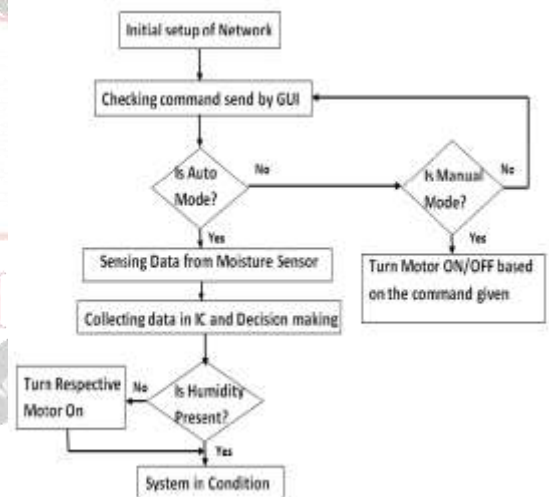 Initial setup of Network
Checking command send by GUI
Is Auto
Mode?
No
Is Manual
Mode?
No
Yes
Yes
Sensing Data from Moisture Sensor
Turn Motor ON/OFF based
on the command given
Collecting data in IC and Decision making
Turn Respective
Motor On
No
Is Humidity
Present?
Yes
System in Condition